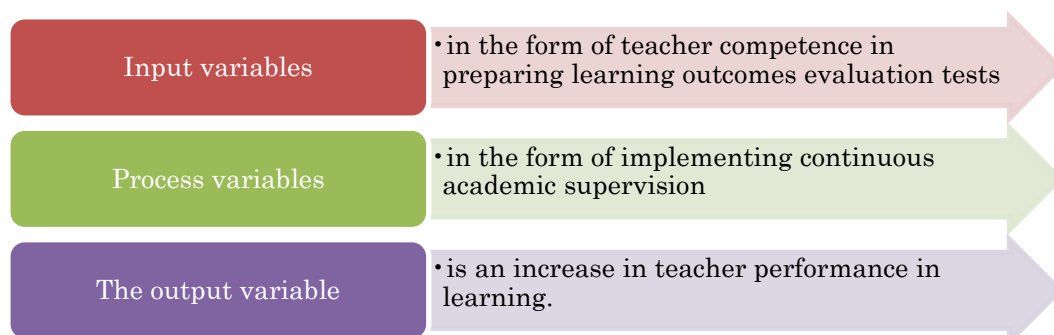 Input variables
•in the form of teacher competence in
preparing learning outcomes evaluation tests
Process variables
•in the form of implementing continuous
academic supervision
The output variable
•is an increase in teacher performance in
learning.